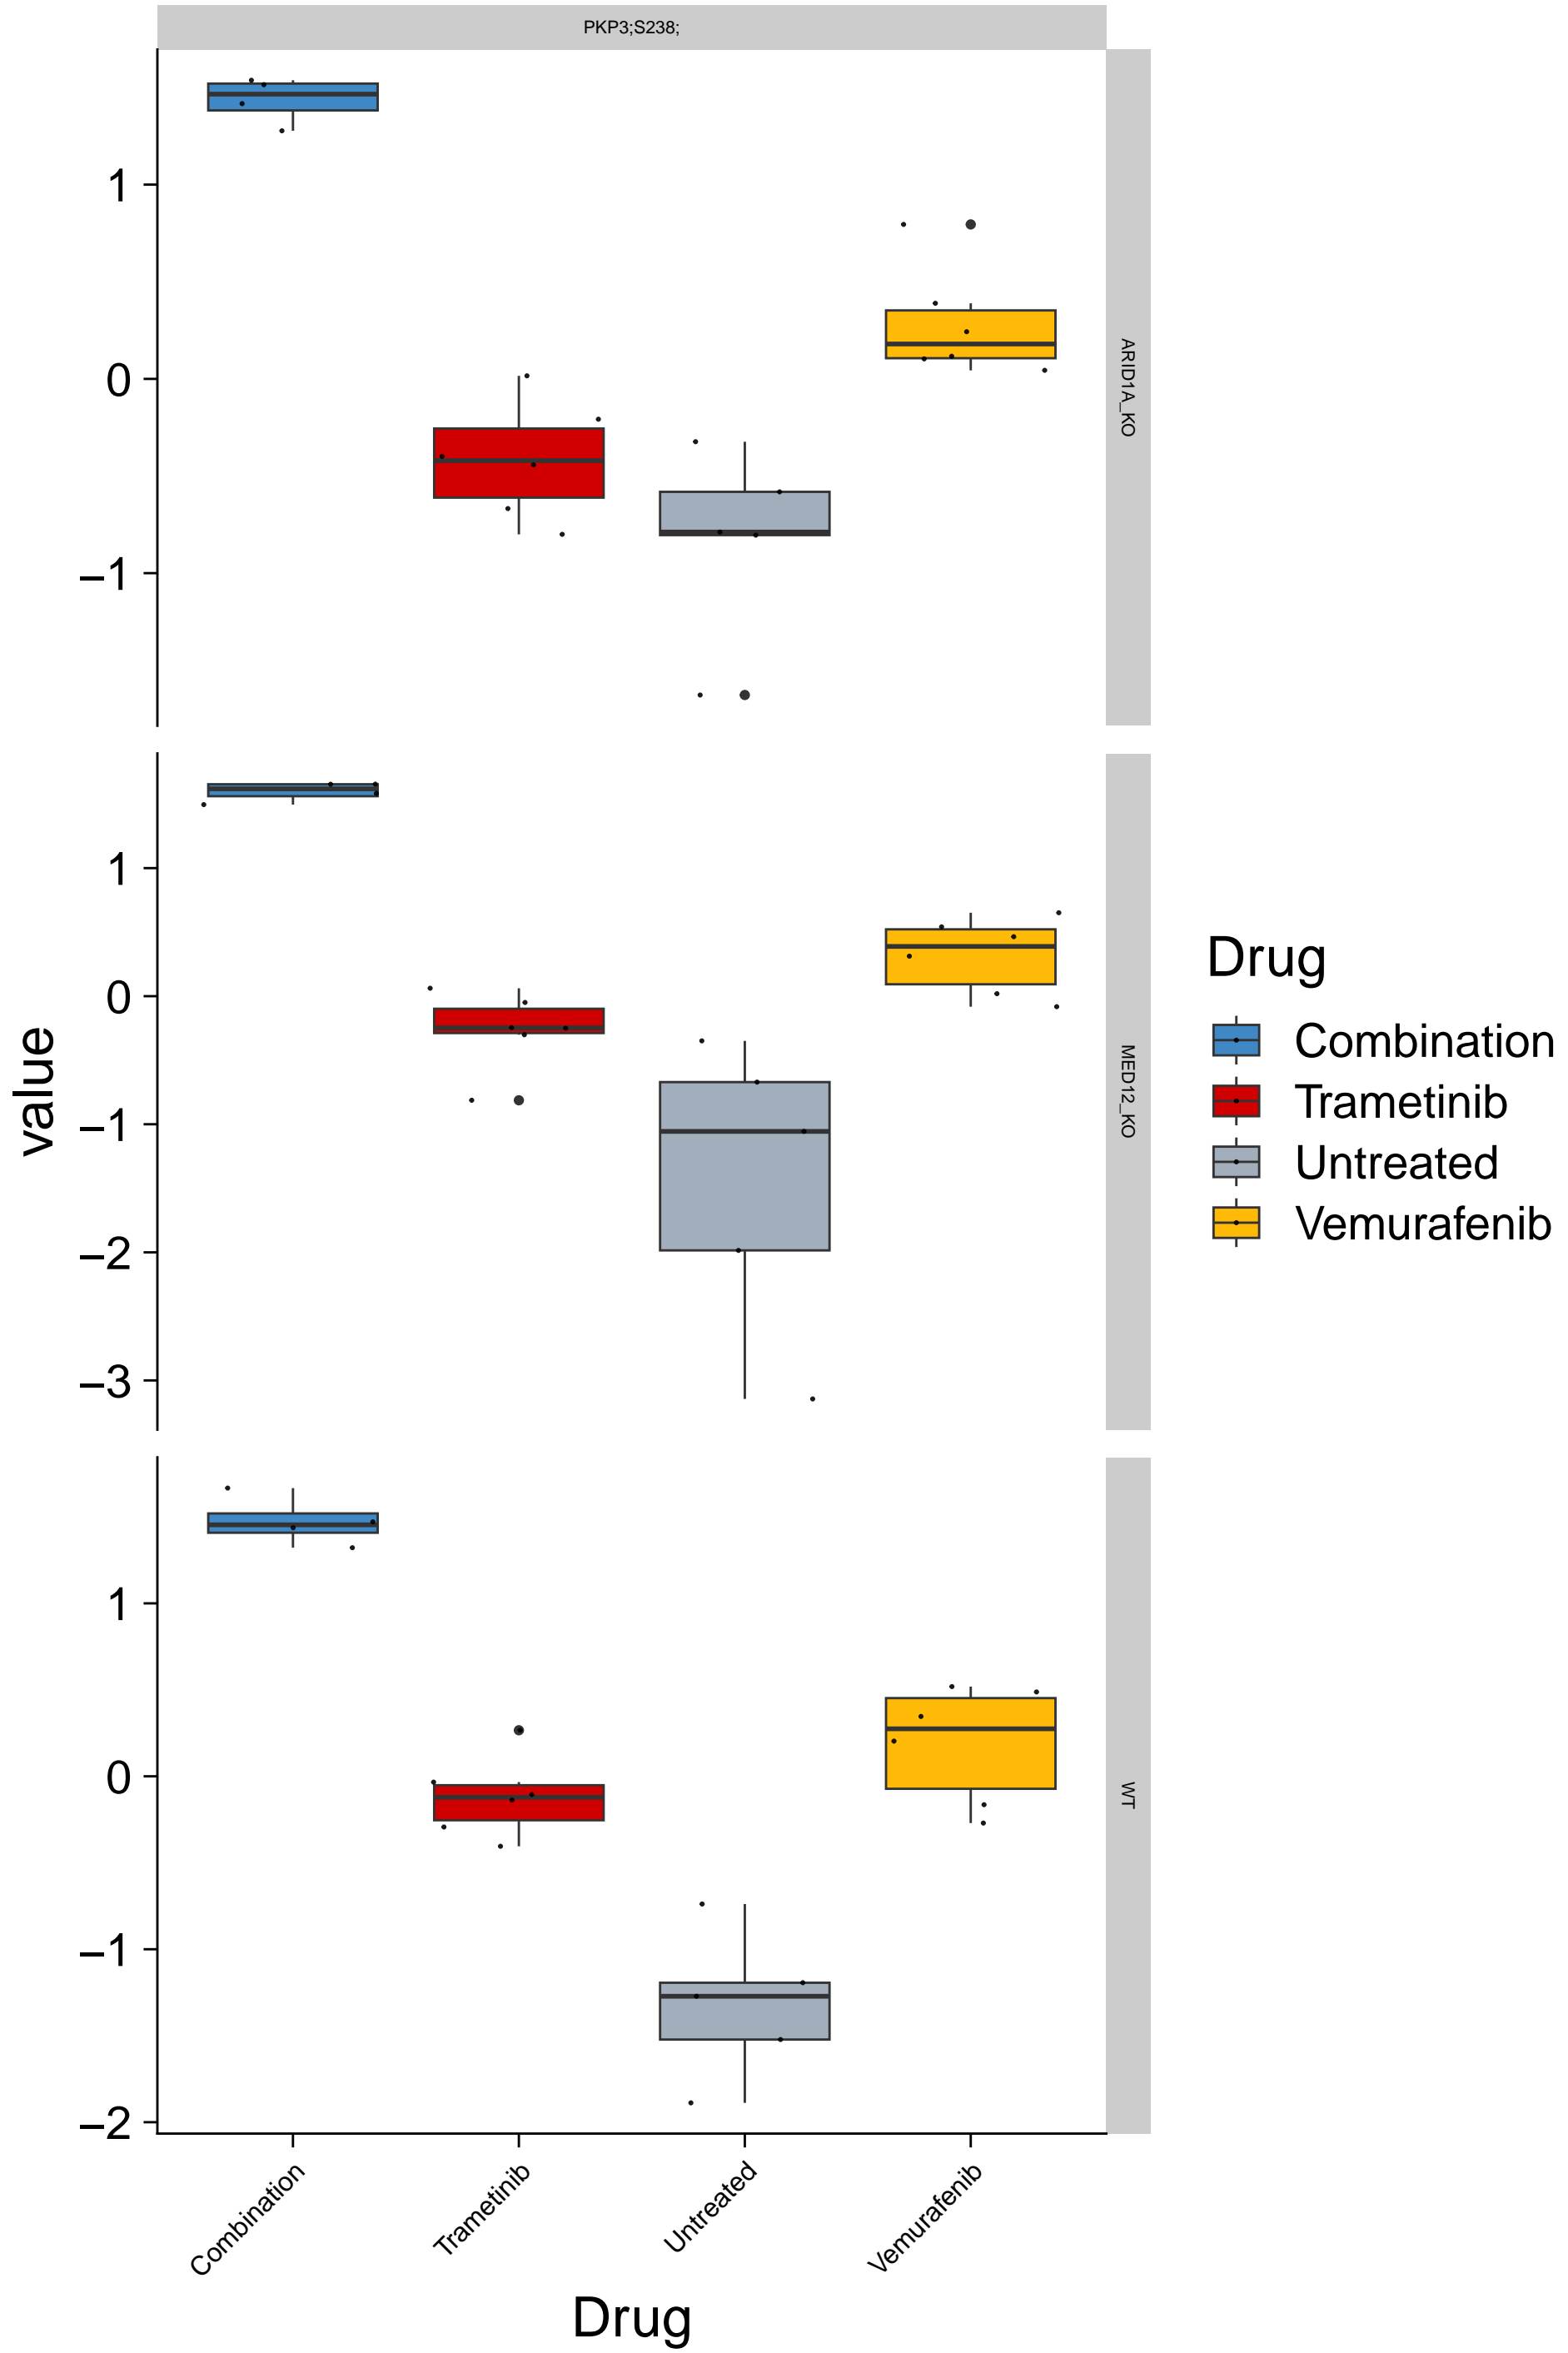 PKP3;S238;
1
0
−1
ARID1A_KO
1
0
−1
−2
−3
MED12_KO
1
0
−1
−2
WT
value
Combination
Trametinib
Untreated
Vemurafenib
Drug
Drug
Combination
Trametinib
Untreated
Vemurafenib